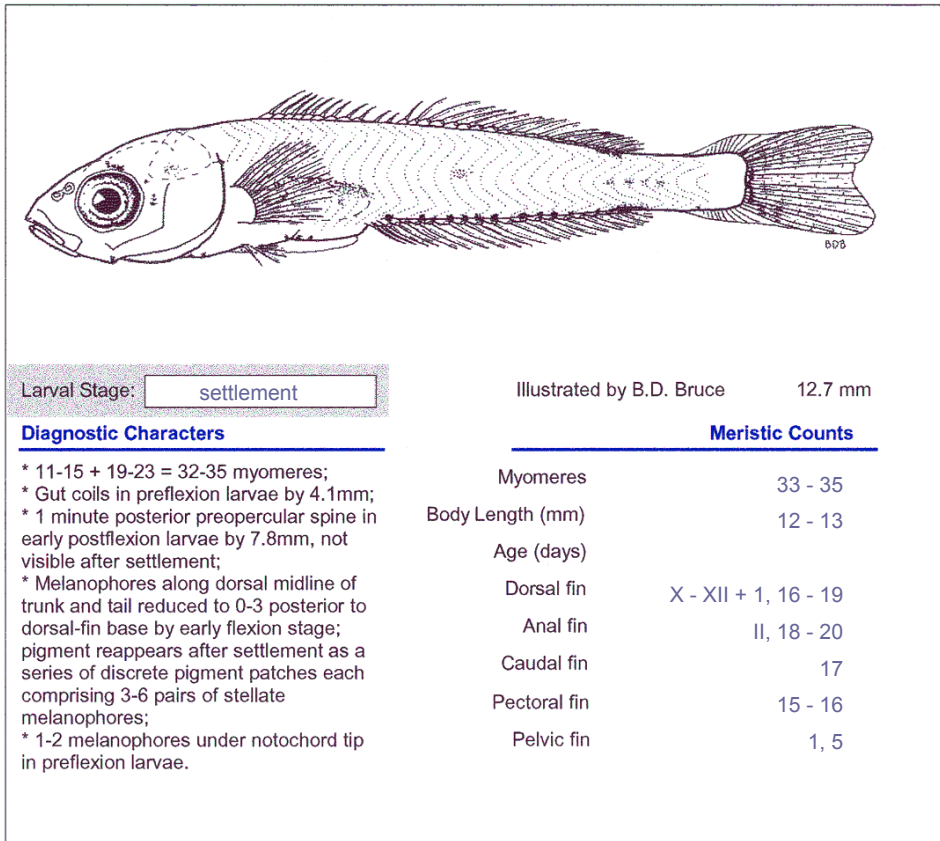 BDB
Larval Stage: settlement
Illustrated by B.D. Bruce 12.7 mm
Diagnostic Characters
* 11-15 + 19-23 = 32-35 myomeres;
* Gut coils in preflexion larvae by 4.1mm;
* 1 minute posterior preopercular spine in
early postflexion larvae by 7.8mm, not
visible after settlement;
* Melanophores along dorsal midline of
trunk and tail reduced to 0-3 posterior to
dorsal-fin base by early flexion stage;
pigment reappears after settlement as a
series of discrete pigment patches each
comprising 3-6 pairs of stellate
melanophores;
* 1-2 melanophores under notochord tip
in preflexion larvae.
Meristic Counts
Myomeres 33 - 35
Body Length (mm) 12 - 13
Age (days)
Dorsal fin X - XII + 1, 16 - 19
Anal fin II, 18 - 20
Caudal fin 17
Pectoral fin 15 - 16
Pelvic fin 1, 5